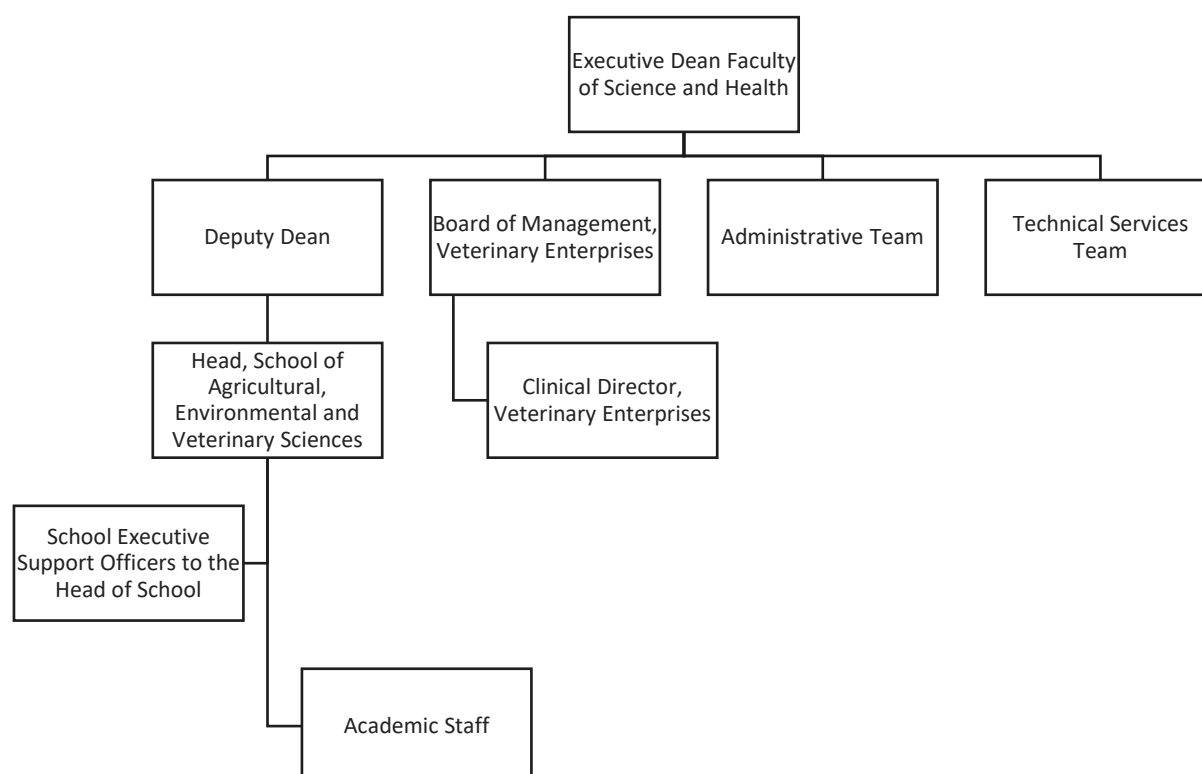 Executive Dean Faculty
of Science and Health
Deputy Dean
Board of Management,
Veterinary Enterprises
Administrative Team
Technical Services
Team
Head, School of
Agricultural,
Environmental and
Veterinary Sciences
Clinical Director,
Veterinary Enterprises
School Executive
Support Officers to the
Head of School
Academic Staff